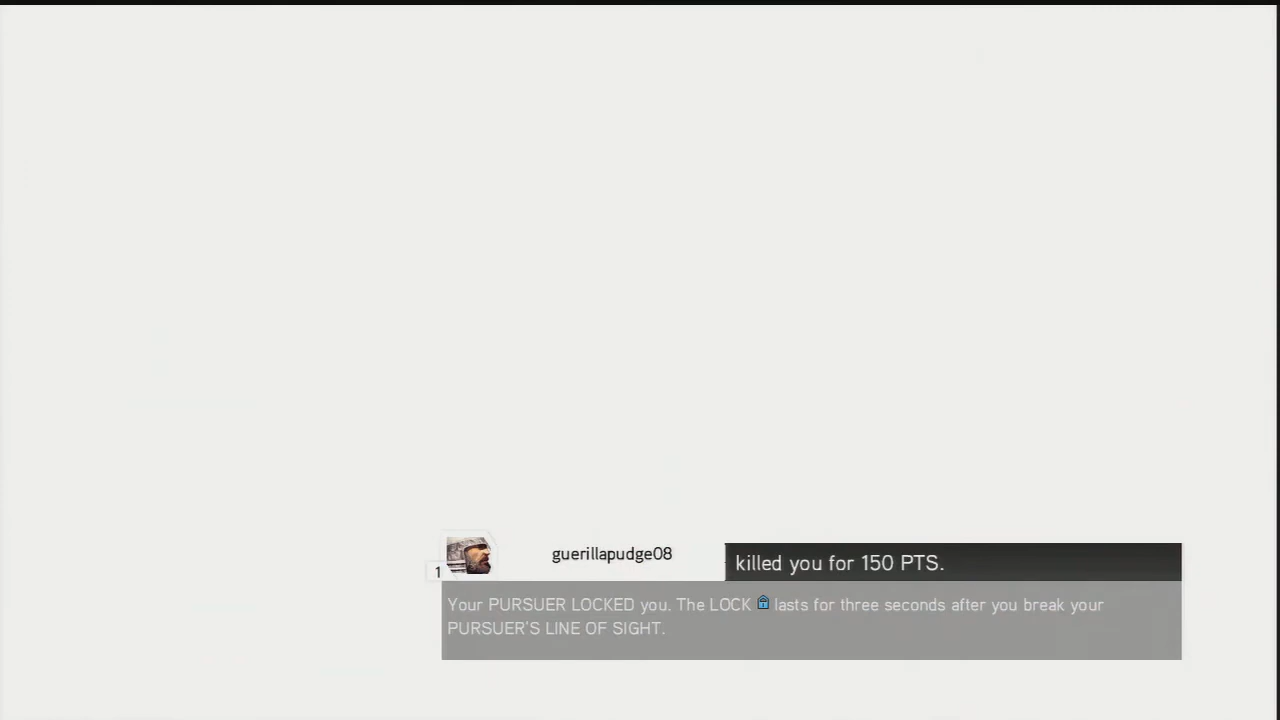 guerillapudge08
killed you for 150 PTS.
1
Your PURSUER LOCKED you. The LOCK lasts for three seconds after you break your
PURSUER'S LINE OF SIGHT.